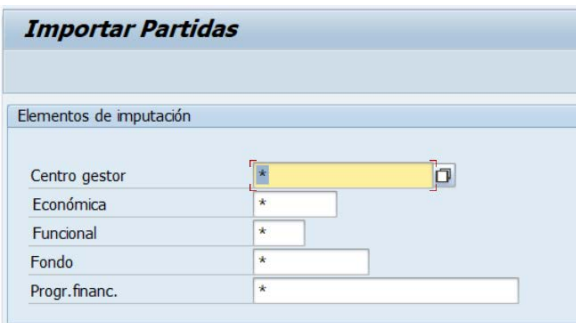 Importar Partidas
Elementos de imputación
Centro gestor *
Económica *
Funcional *
Fondo *
Progr.financ. *